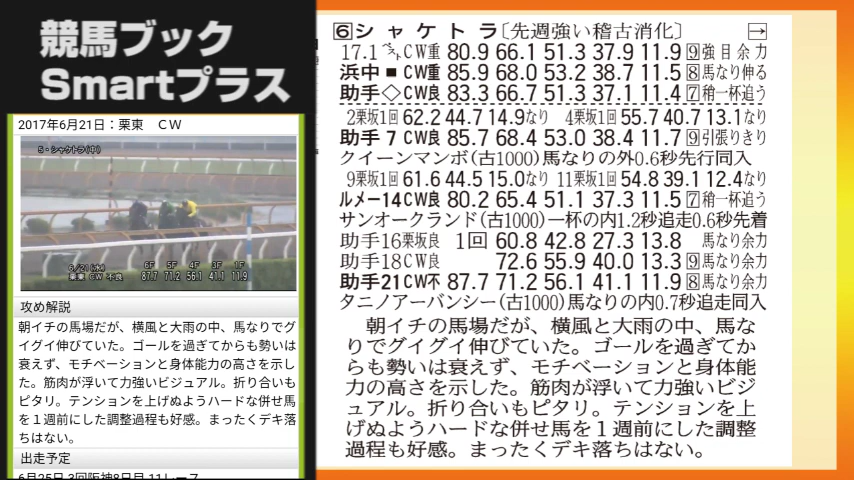 競馬ブック
Smartプラス
2017年6月21日：栗東　ＣＷ
5・シャケトラ(牡)
6/21(水)
栗東 CW 不良
6F 5F 4F 3F 1F
87.7 71.2 56.1 41.1 11.9
攻め解説
朝イチの馬場だが、横風と大雨の中、馬なりでグ
イグイ伸びていた。ゴールを過ぎてからも勢いは
衰えず、モチベーションと身体能力の高さを示し
た。筋肉が浮いて力強いビジュアル。折り合いも
ピタリ。テンションを上げぬようハードな併せ馬
を１週前にした調整過程も好感。まったくデキ落
ちはない。
出走予定
6月25日 3回阪神8日目 11レース
⑥シャケトラ〔先週強い稽古消化〕 →
17.1 ベストCW重 80.9 66.1 51.3 37.9 11.9 ⑨強目余力
浜中■CW重 85.9 68.0 53.2 38.7 11.5 ⑧馬なり伸る
助手◇CW良 83.3 66.7 51.3 37.1 11.4 ⑦稍一杯追う
2栗坂1回 62.2 44.7 14.9なり 4栗坂1回 55.7 40.7 13.1なり
助手 7 CW良 85.7 68.4 53.0 38.4 11.7 ⑨引張りきり
クイーンマンボ(古1000)馬なりの外0.6秒先行同入
9栗坂1回 61.6 44.5 15.0なり 11栗坂1回 54.8 39.1 12.4なり
ルメー14CW良 80.2 65.4 51.1 37.3 11.5 ⑦稍一杯追う
サンオークランド(古1000)一杯の内1.2秒追走0.6秒先着
助手16栗坂良 1回 60.8 42.8 27.3 13.8 馬なり余力
助手18CW良 72.6 55.9 40.0 13.3 ⑨馬なり余力
助手21CW不 87.7 71.2 56.1 41.1 11.9 ⑧馬なり余力
タニノアーバンシー(古1000)馬なりの内0.7秒追走同入
朝イチの馬場だが、横風と大雨の中、馬な
りでグイグイ伸びていた。ゴールを過ぎてか
らも勢いは衰えず、モチベーションと身体能
力の高さを示した。筋肉が浮いて力強いビジ
ュアル。折り合いもピタリ。テンションを上
げぬようハードな併せ馬を１週前にした調整
過程も好感。まったくデキ落ちはない。